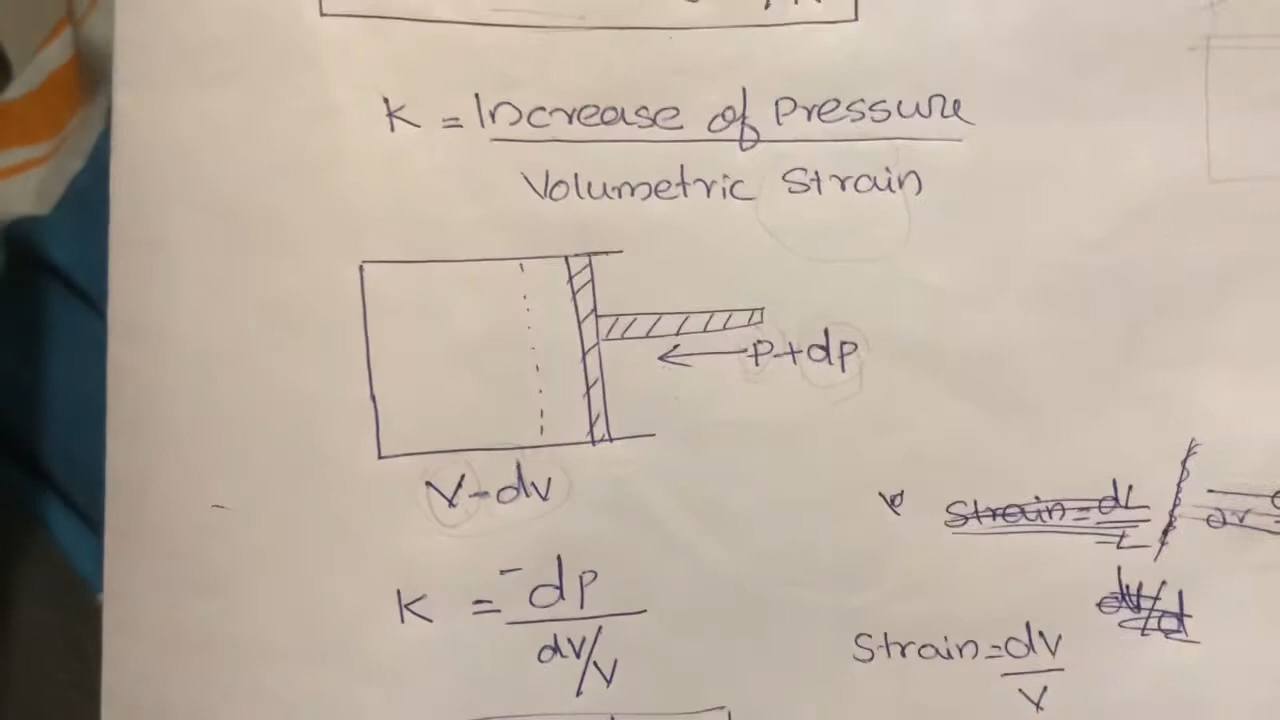 K = Increase of Pressure
Volumetric Strain
P+dp
V-dv
K = -dp
dv/V
Strain = dL
L
Strain = dv
V